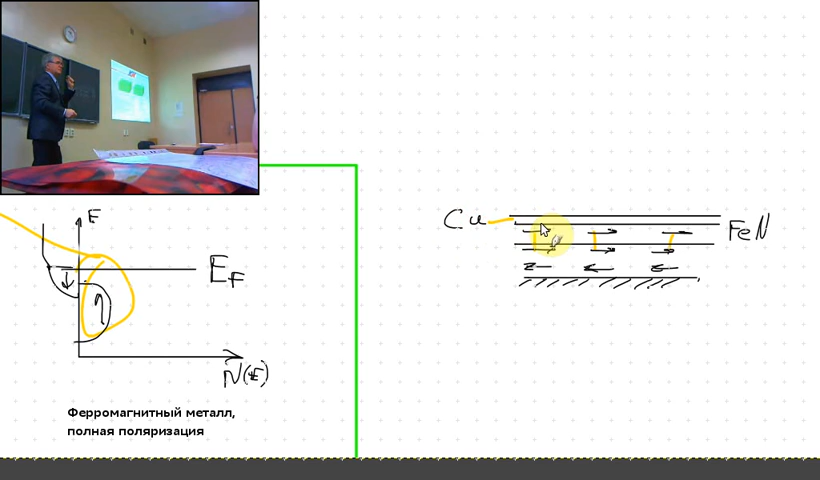 E
Cu
FeN
E_F
↓
↑
N(E)
Ферромагнитный металл,
полная поляризация